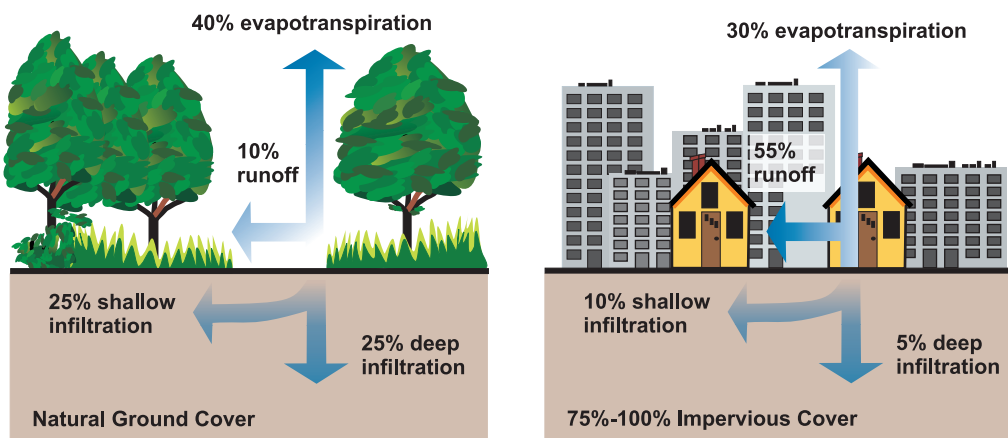 40% evapotranspiration
10%
runoff
25% shallow
infiltration
25% deep
infiltration
Natural Ground Cover
30% evapotranspiration
55%
runoff
10% shallow
infiltration
5% deep
infiltration
75%-100% Impervious Cover